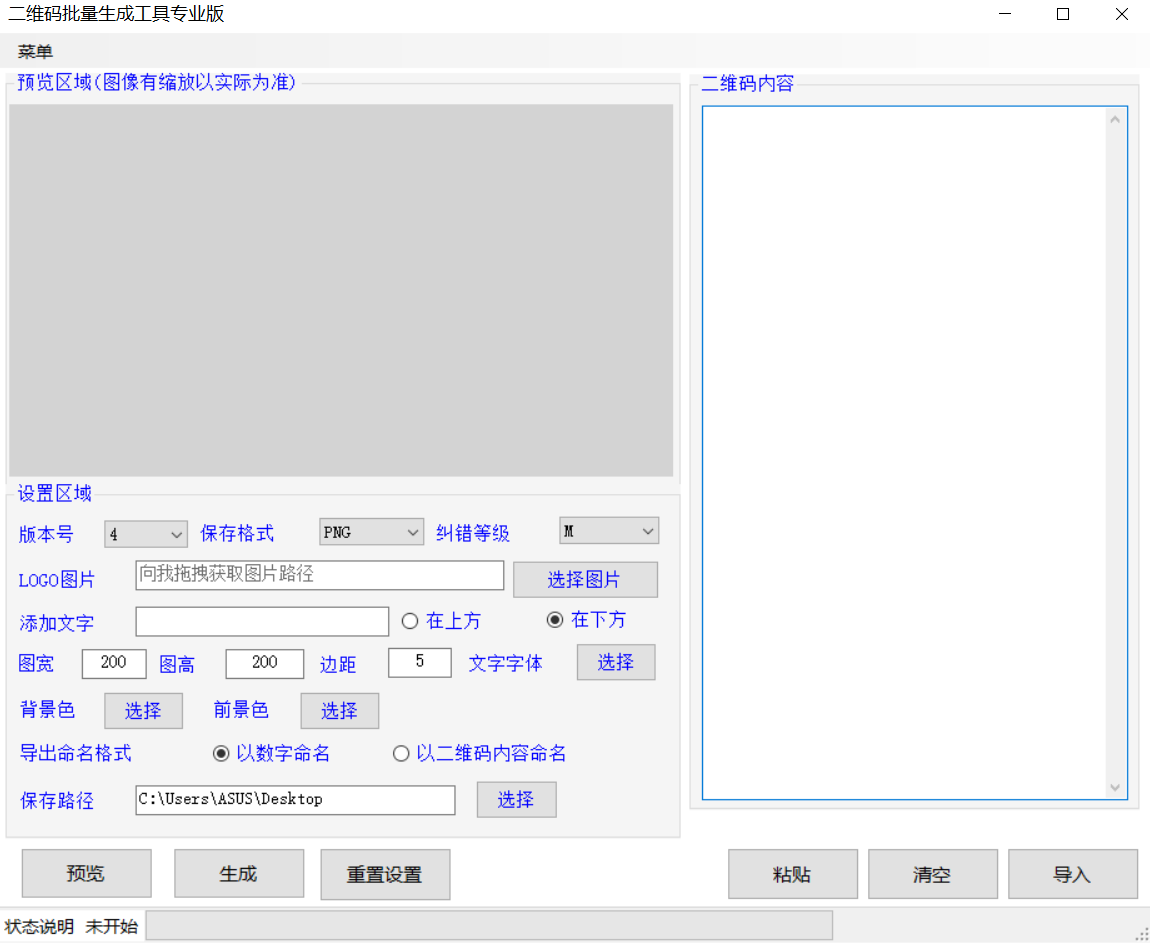 二维码批量生成工具专业版
菜单
预览区域(图像有缩放以实际为准)
二维码内容
设置区域
版本号 4 保存格式 PNG 纠错等级 M
LOGO图片 向我拖拽获取图片路径 选择图片
添加文字 在上方 在下方
图宽 200 图高 200 边距 5 文字字体 选择
背景色 选择 前景色 选择
导出命名格式 以数字命名 以二维码内容命名
保存路径 C:\Users\ASUS\Desktop 选择
预览 生成 重置设置 粘贴 清空 导入
状态说明 未开始